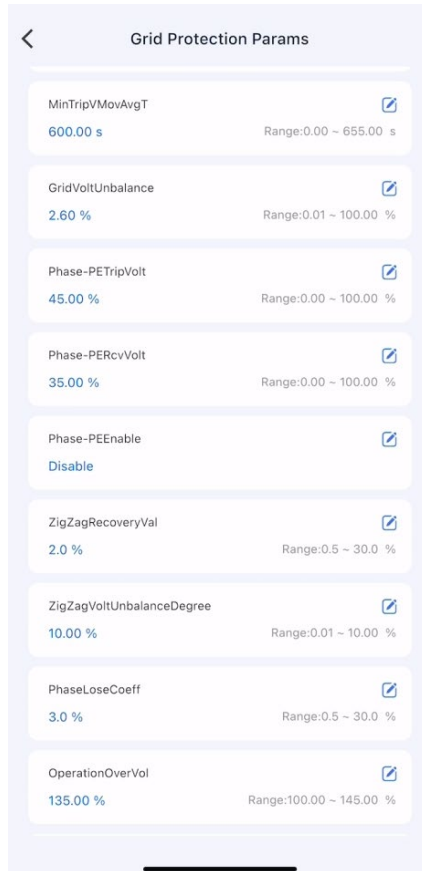 Grid Protection Params
MinTripVMovAvgT
600.00 s Range:0.00 ~ 655.00 s
GridVoltUnbalance
2.60 % Range:0.01 ~ 100.00 %
Phase-PETripVolt
45.00 % Range:0.00 ~ 100.00 %
Phase-PERcvVolt
35.00 % Range:0.00 ~ 100.00 %
Phase-PEEnable
Disable
ZigZagRecoveryVal
2.0 % Range:0.5 ~ 30.0 %
ZigZagVoltUnbalanceDegree
10.00 % Range:0.01 ~ 10.00 %
PhaseLoseCoeff
3.0 % Range:0.5 ~ 30.0 %
OperationOverVol
135.00 % Range:100.00 ~ 145.00 %